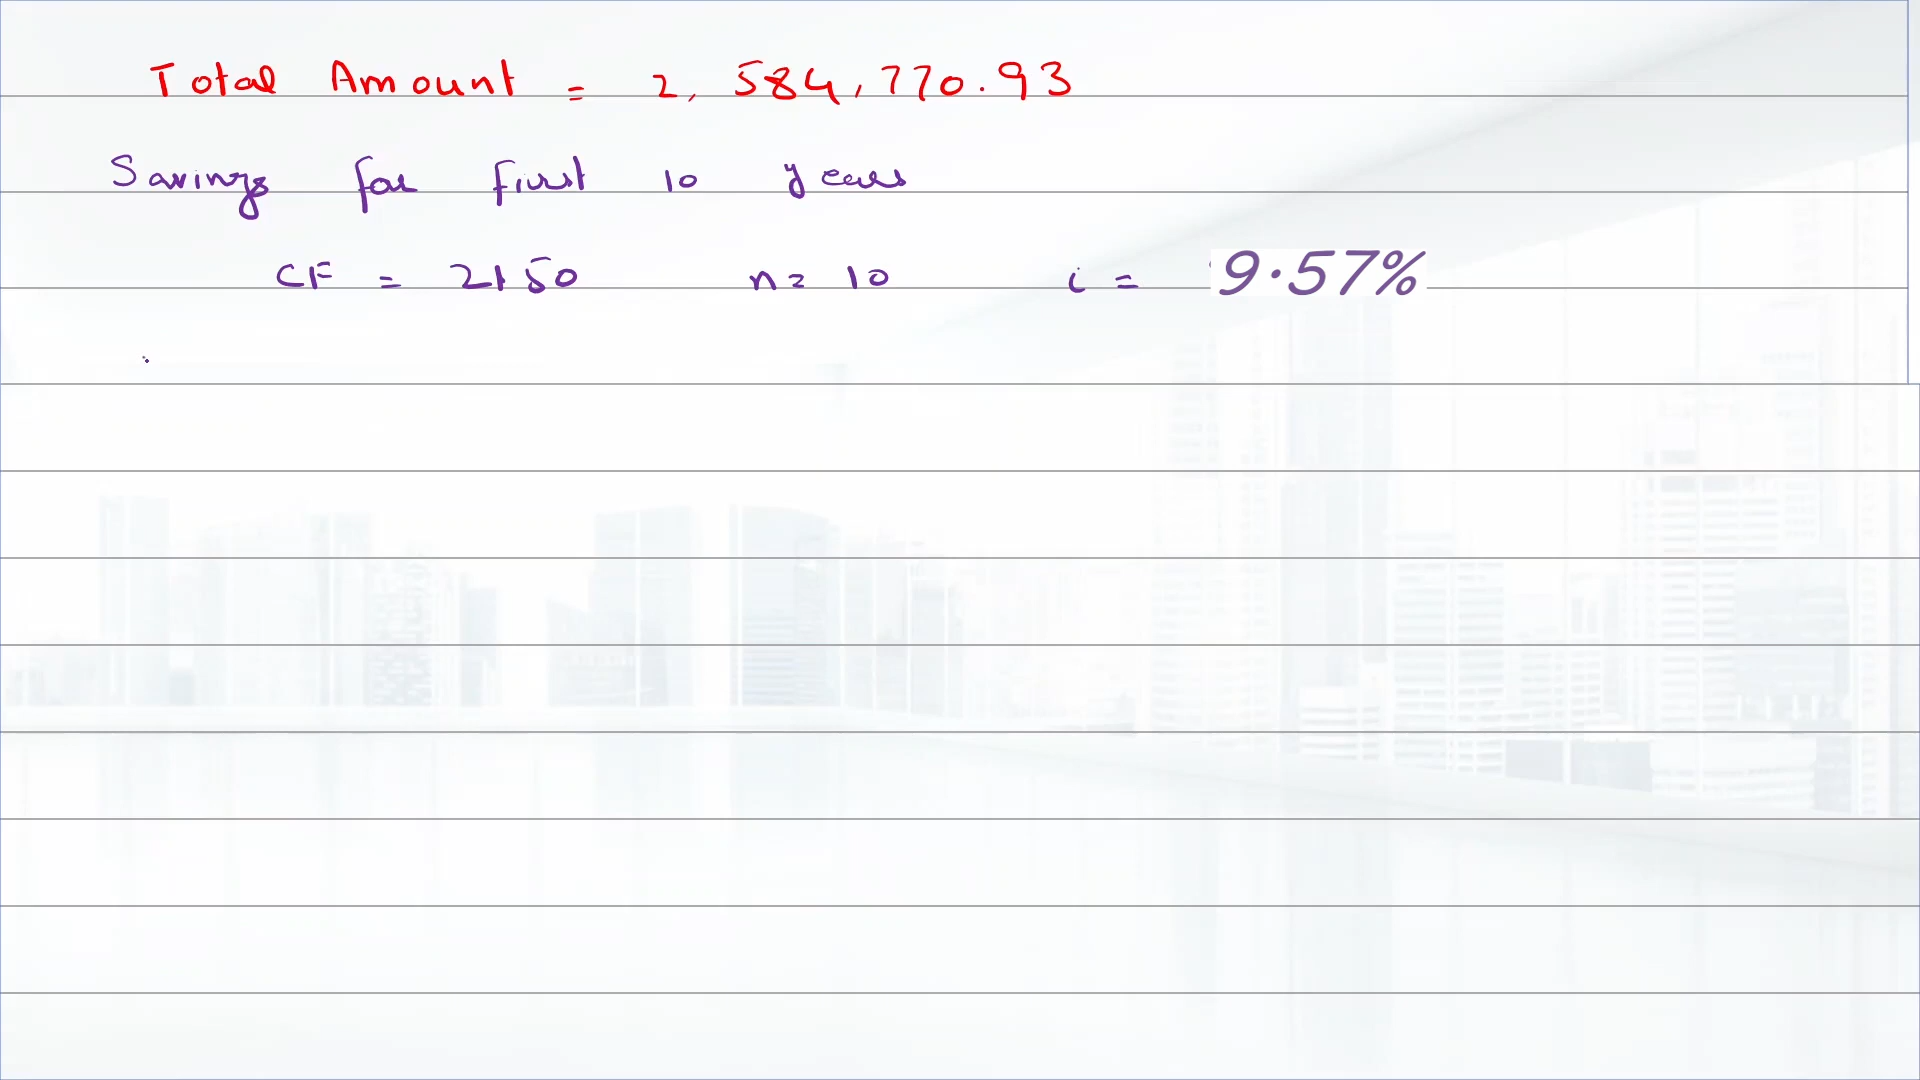 Total Amount = 2,584,770.93
Savings for first 10 years
CF = 2150 n = 10 i = 9.57%